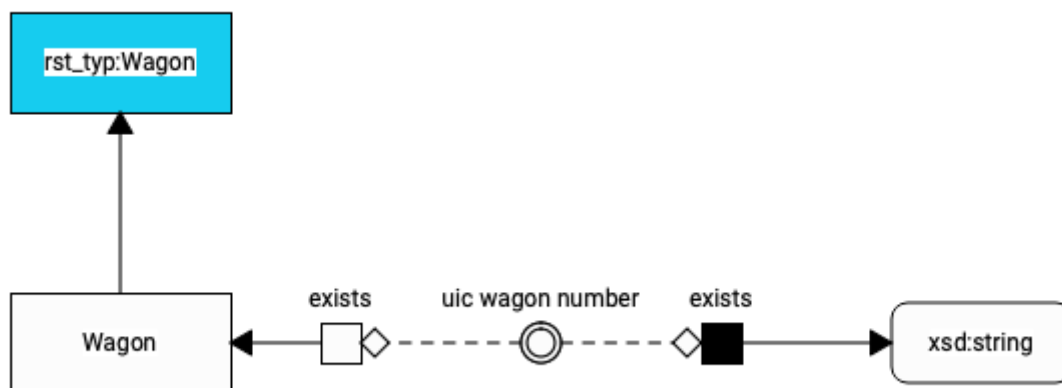 rst_typ:Wagon
exists
uic wagon number
exists
Wagon
xsd:string